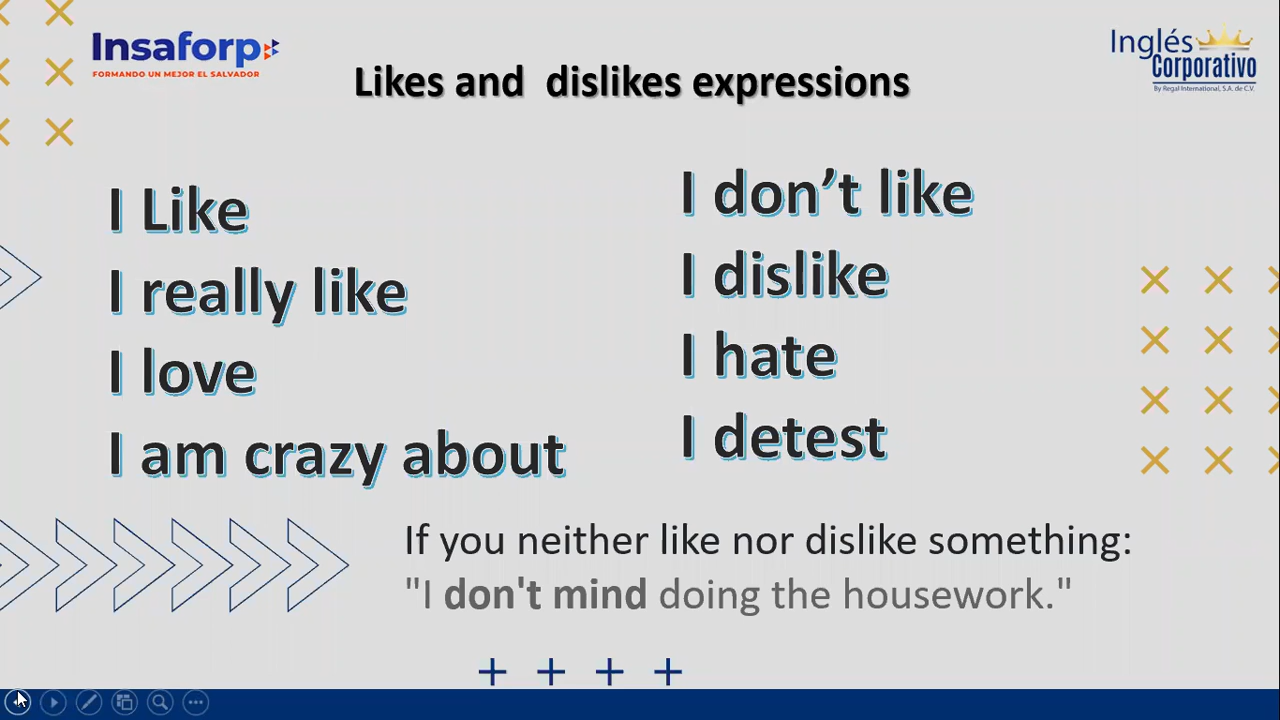 Insaforp
FORMANDO UN MEJOR EL SALVADOR
Inglés
Corporativo
By Regal International, S.A. de C.V.
Likes and dislikes expressions
I Like
I really like
I love
I am crazy about
I don’t like
I dislike
I hate
I detest
If you neither like nor dislike something:
"I don't mind doing the housework."